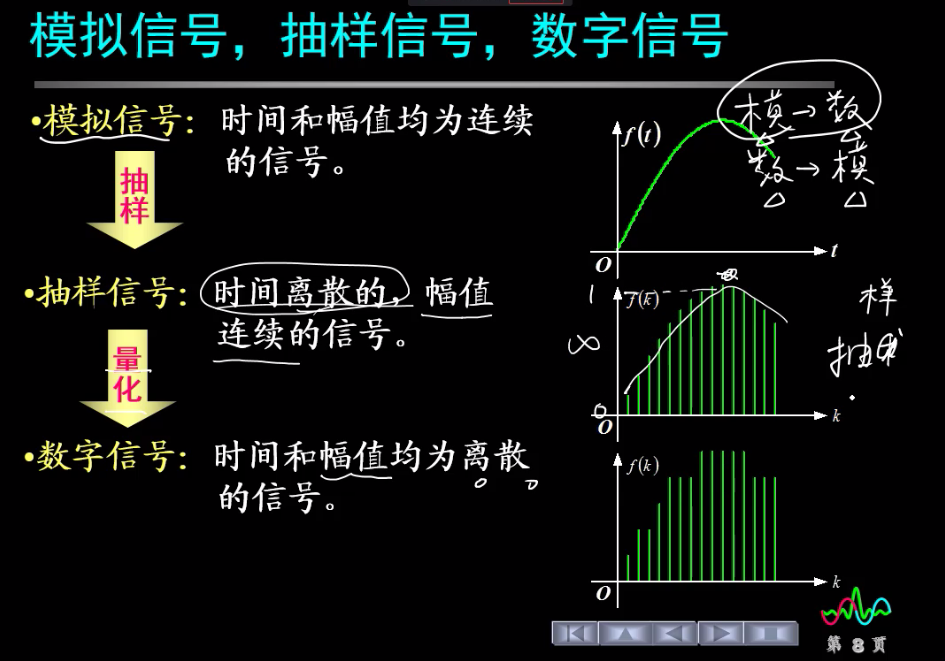 模拟信号，抽样信号，数字信号
•模拟信号： 时间和幅值均为连续
的信号。
抽
样
•抽样信号： 时间离散的， 幅值
连续的信号。
量
化
•数字信号： 时间和幅值均为离散
的信号。
模→数
数→模
f(t)
t
O
1
f(k)
∞
0
O
k
样
抽
f(k)
O
k
第 8 页